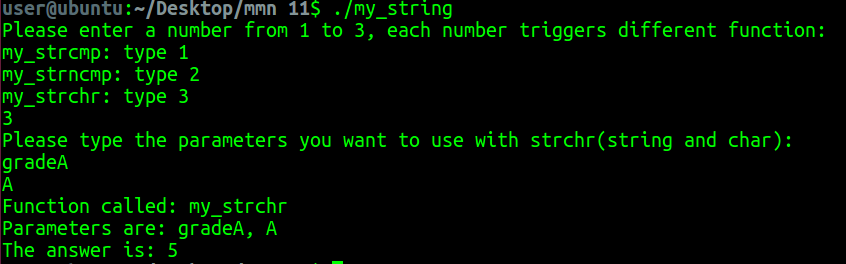 user@ubuntu:~/Desktop/mmn 11$ ./my_string
Please enter a number from 1 to 3, each number triggers different function:
my_strcmp: type 1
my_strncmp: type 2
my_strchr: type 3
3
Please type the parameters you want to use with strchr(string and char):
gradeA
A
Function called: my_strchr
Parameters are: gradeA, A
The answer is: 5